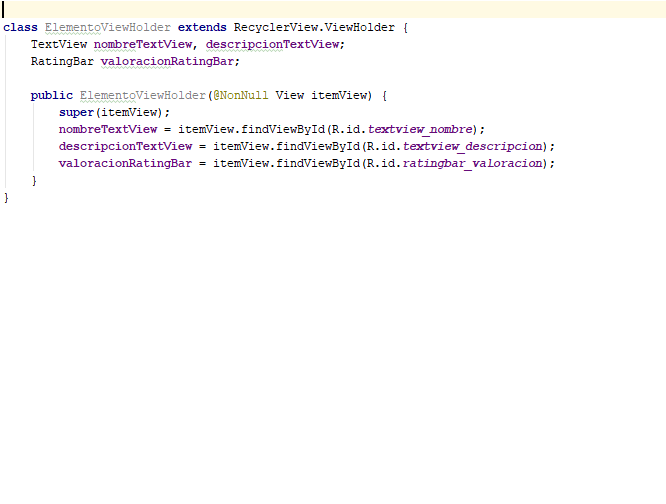 class ElementoViewHolder extends RecyclerView.ViewHolder {
    TextView nombreTextView, descripcionTextView;
    RatingBar valoracionRatingBar;

    public ElementoViewHolder(@NonNull View itemView) {
        super(itemView);
        nombreTextView = itemView.findViewById(R.id.textview_nombre);
        descripcionTextView = itemView.findViewById(R.id.textview_descripcion);
        valoracionRatingBar = itemView.findViewById(R.id.ratingbar_valoracion);
    }
}